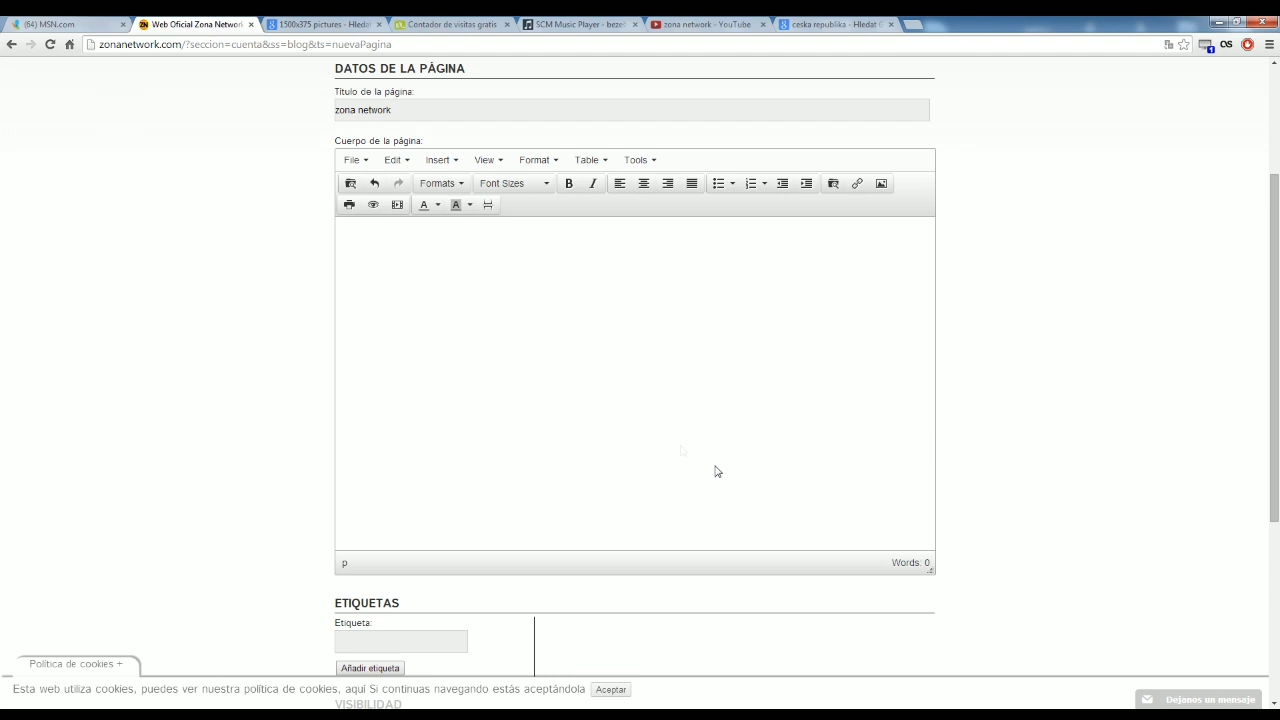 (64) MSN.com
Web Oficial Zona Network
1500x375 pictures - Hledat
Contador de visitas gratis
SCM Music Player - beze
zona network - YouTube
ceska republika - Hledat G
zonanetwork.com/?seccion=cuenta&ss=blog&ts=nuevaPagina
1
DATOS DE LA PÁGINA
Título de la página:
zona network
Cuerpo de la página:
File Edit Insert View Format Table Tools
Formats Font Sizes B I
A A
p Words: 0
ETIQUETAS
Etiqueta:
Añadir etiqueta
Política de cookies +
Esta web utiliza cookies, puedes ver nuestra política de cookies, aquí Si continuas navegando estás aceptándola Aceptar
Dejanos un mensaje
VISIBILIDAD